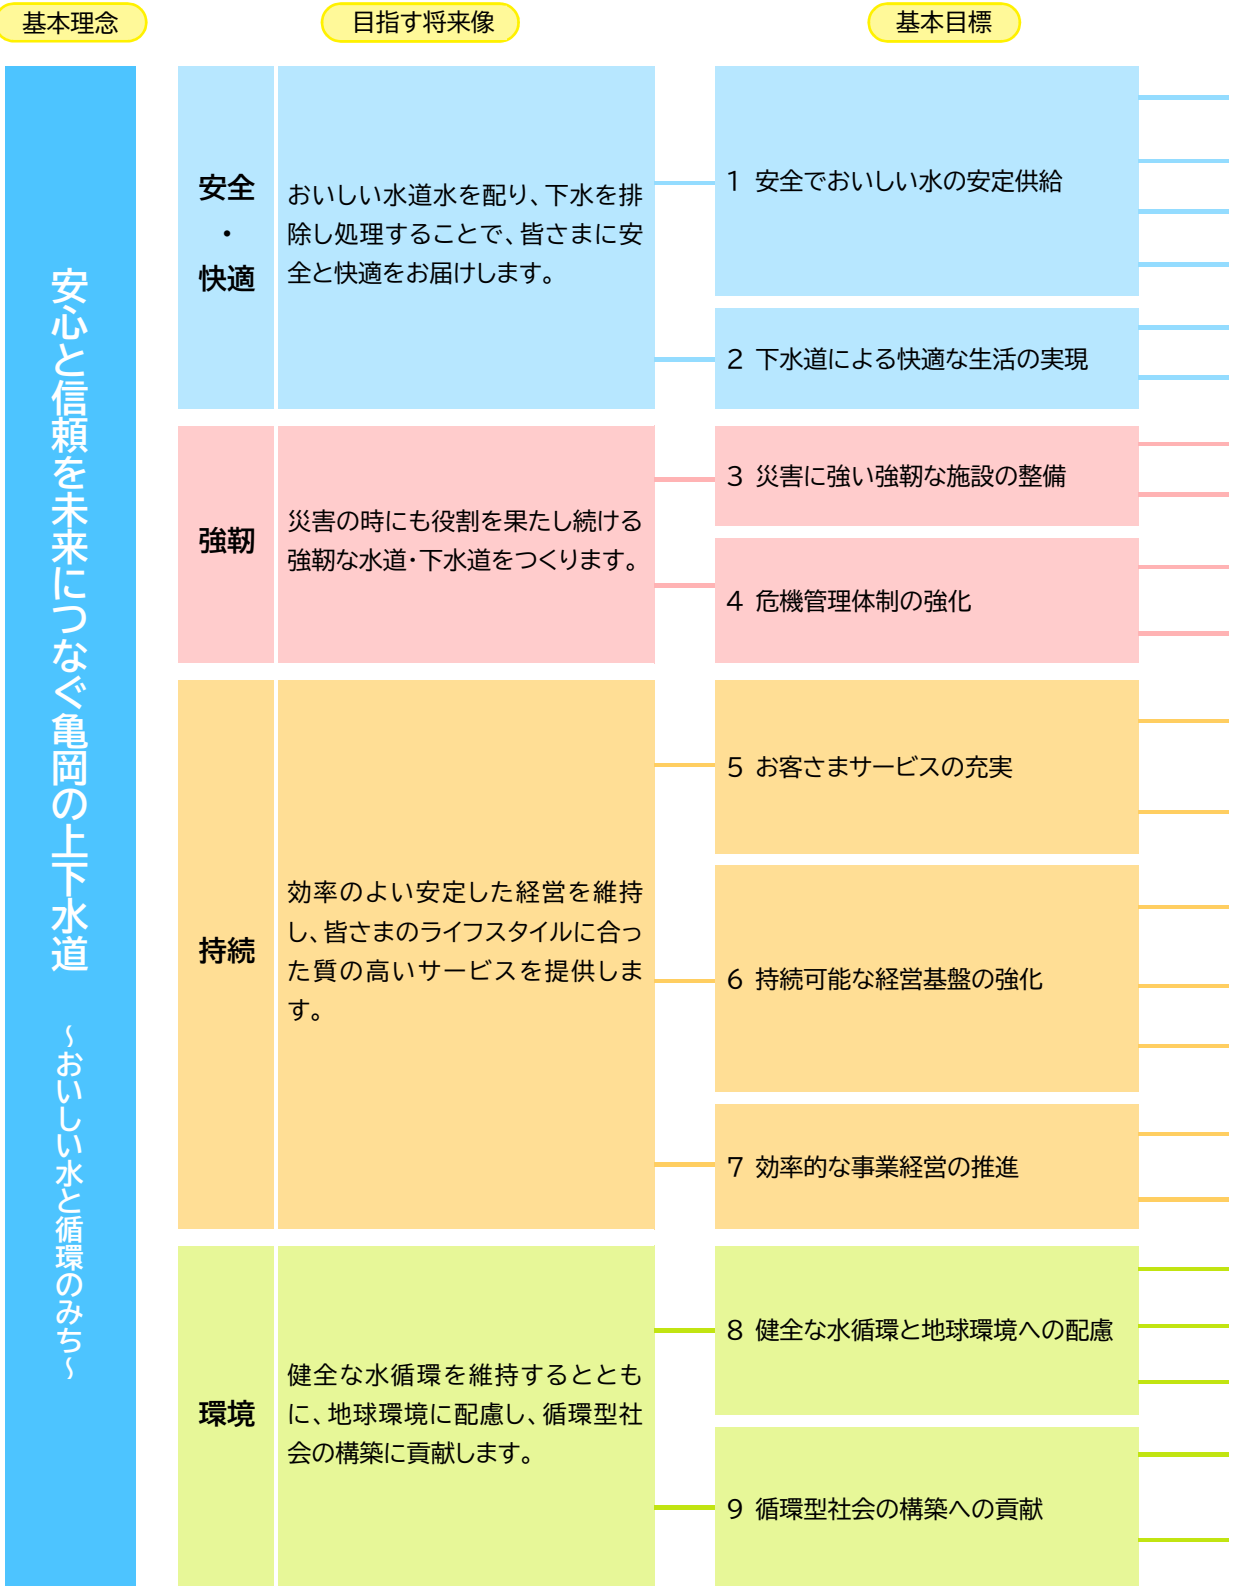 基本理念
目指す将来像
基本目標
安心と信頼を未来につなぐ亀岡の上下水道 ～おいしい水と循環のみち～
安全
・
快適
おいしい水道水を配り、下水を排
除し処理することで、皆さまに安
全と快適をお届けします。
1 安全でおいしい水の安定供給
2 下水道による快適な生活の実現
強靭
災害の時にも役割を果たし続ける
強靭な水道・下水道をつくります。
3 災害に強い強靭な施設の整備
4 危機管理体制の強化
持続
効率のよい安定した経営を維持
し、皆さまのライフスタイルに合っ
た質の高いサービスを提供しま
す。
5 お客さまサービスの充実
6 持続可能な経営基盤の強化
7 効率的な事業経営の推進
環境
健全な水循環を維持するととも
に、地球環境に配慮し、循環型社
会の構築に貢献します。
8 健全な水循環と地球環境への配慮
9 循環型社会の構築への貢献